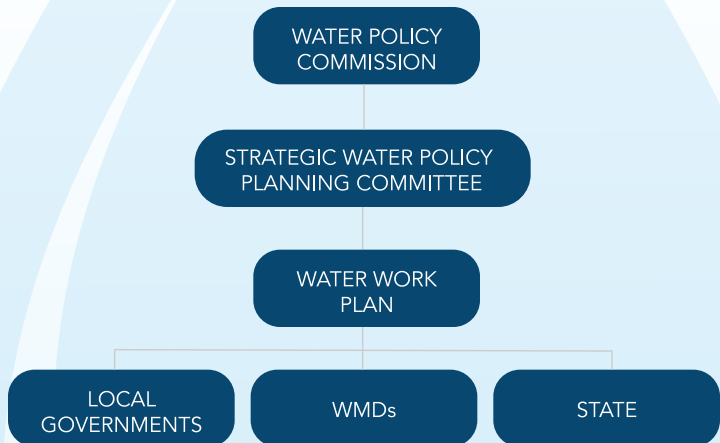 WATER POLICY
COMMISSION
STRATEGIC WATER POLICY
PLANNING COMMITTEE
WATER WORK
PLAN
LOCAL
GOVERNMENTS
WMDs
STATE